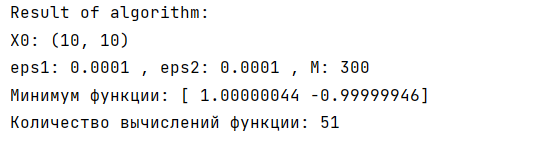 Result of algorithm:
X0: (10, 10)
eps1: 0.0001 , eps2: 0.0001 , M: 300
Минимум функции: [ 1.00000044 -0.99999946]
Количество вычислений функции: 51